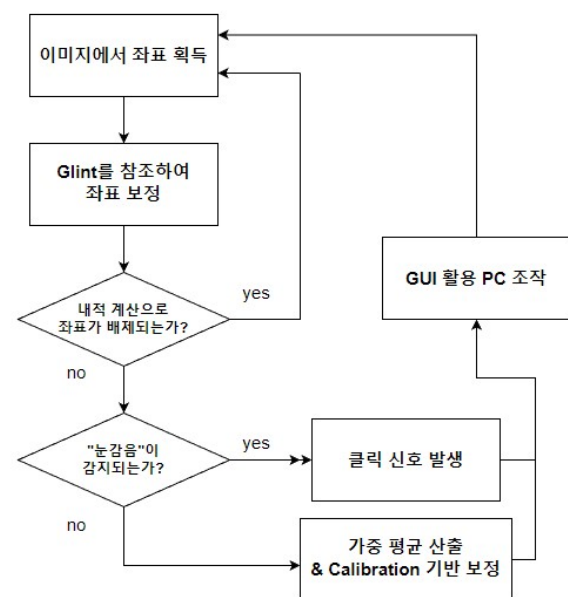 이미지에서 좌표 획득
Glint를 참조하여
좌표 보정
내적 계산으로
좌표가 배제되는가?
yes
no
"눈감음"이
감지되는가?
yes
no
클릭 신호 발생
가중 평균 산출
& Calibration 기반 보정
GUI 활용 PC 조작